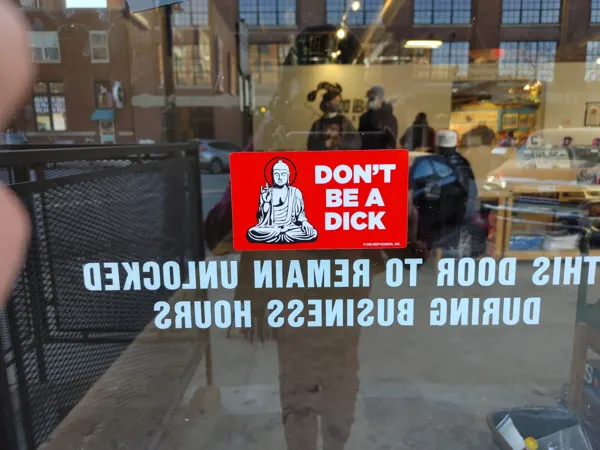 DON'T
BE A
DICK
THIS DOOR TO REMAIN UNLOCKED
DURING BUSINESS HOURS